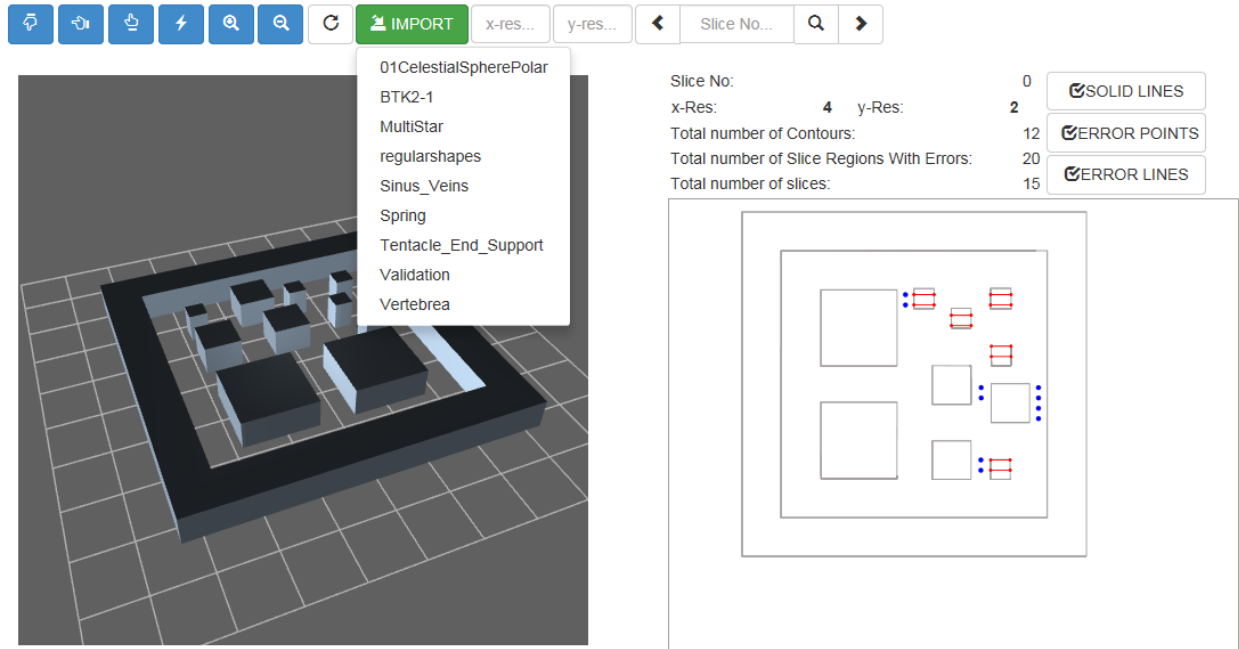 IMPORT x-res... y-res... Slice No...
01CelestialSpherePolar
BTK2-1
MultiStar
regularshapes
Sinus_Veins
Spring
Tentacle_End_Support
Validation
Vertebrea
Slice No: 0
x-Res: 4 y-Res: 2
Total number of Contours: 12
Total number of Slice Regions With Errors: 20
Total number of slices: 15
SOLID LINES
ERROR POINTS
ERROR LINES